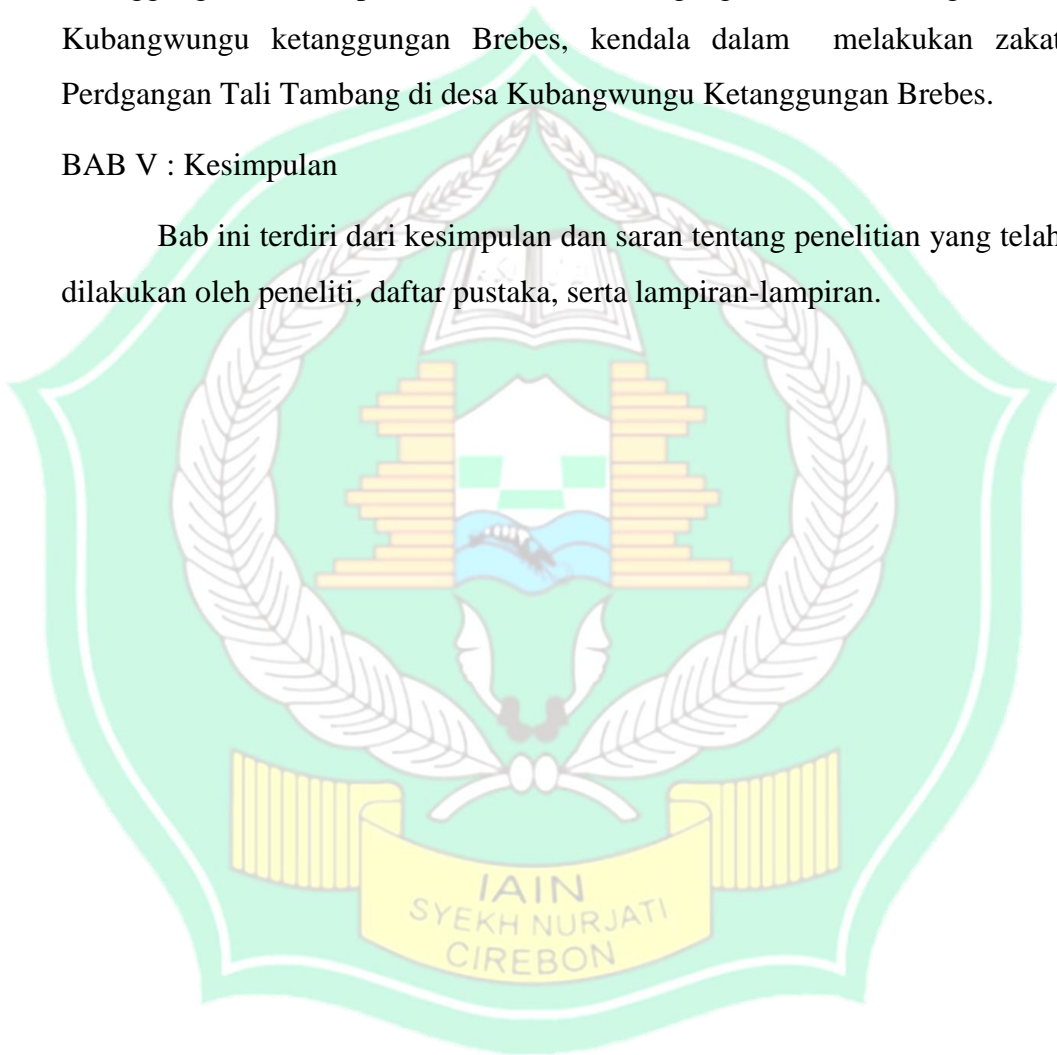 Kubangwungu ketanggungan Brebes, kendala dalam melakukan zakat
Perdgangan Tali Tambang di desa Kubangwungu Ketanggungan Brebes.
BAB V : Kesimpulan
Bab ini terdiri dari kesimpulan dan saran tentang penelitian yang telah
dilakukan oleh peneliti, daftar pustaka, serta lampiran-lampiran.
IAIN
SYEKH NURJATI
CIREBON